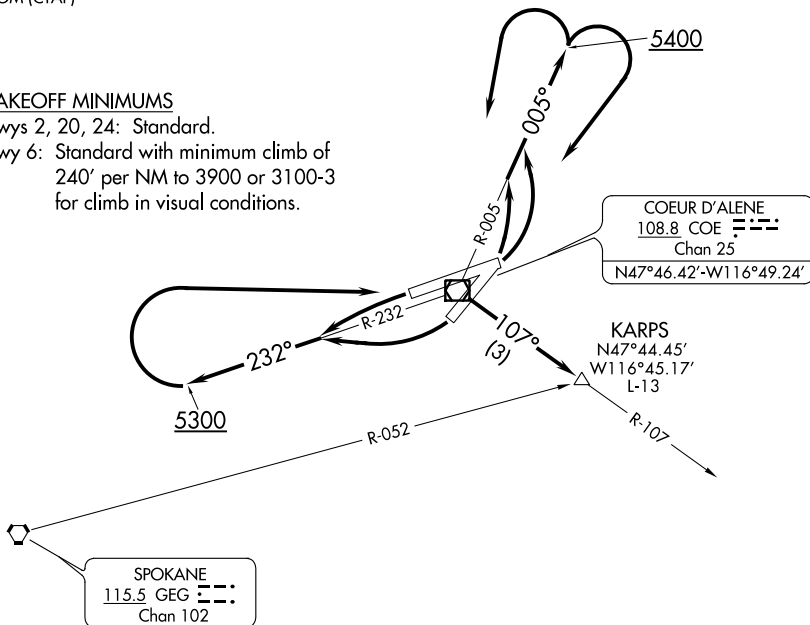 TAKEOFF MINIMUMS
wys 2, 20, 24: Standard.
wy 6: Standard with minimum climb of
240' per NM to 3900 or 3100-3
for climb in visual conditions.
5400
005°
R-005
COEUR D'ALENE
108.8 COE
Chan 25
N47°46.42'-W116°49.24'
R-232
232°
5300
107°
(3)
KARPS
N47°44.45'
W116°45.17'
L-13
R-107
R-052
SPOKANE
115.5 GEG
Chan 102